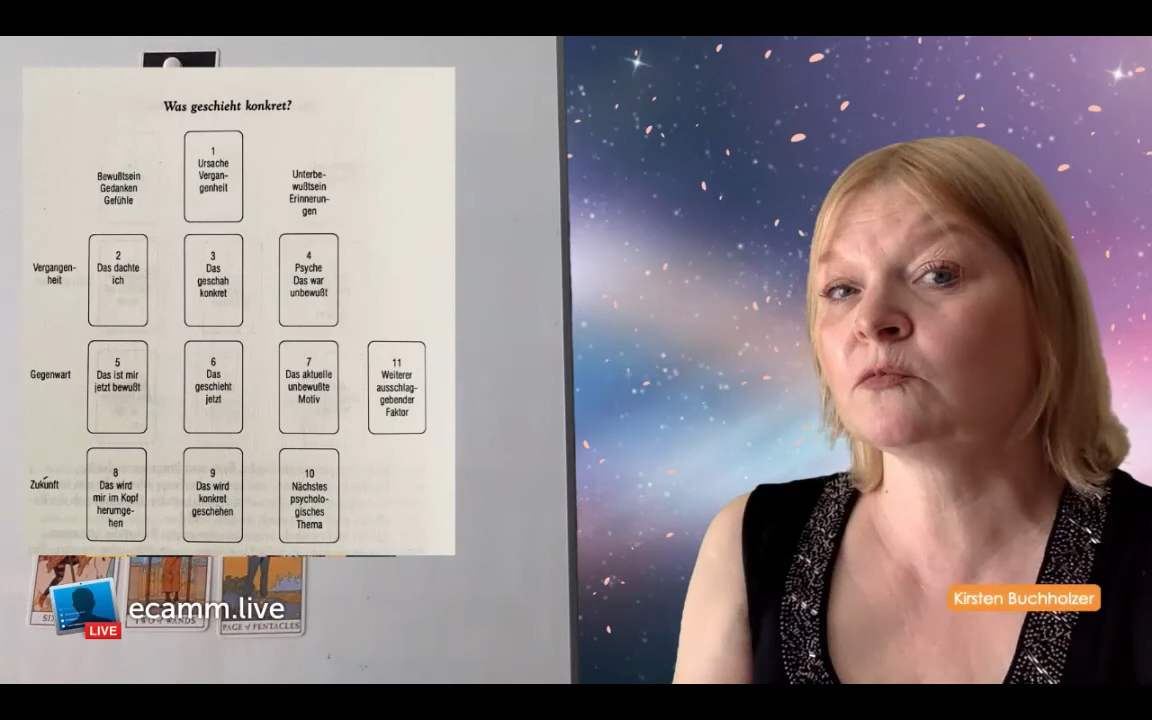 Was geschieht konkret?
1
Ursache
Vergan-
genheit
Bewußtsein
Gedanken
Gefühle
Unterbe-
wußtsein
Erinnerun-
gen
Vergangen-
heit
2
Das dachte
ich
3
Das
geschah
konkret
4
Psyche
Das war
unbewußt
Gegenwart
5
Das ist mir
jetzt bewußt
6
Das
geschieht
jetzt
7
Das aktuelle
unbewußte
Motiv
11
Weiterer
ausschlag-
gebender
Faktor
Zukunft
8
Das wird
mir im Kopf
herumge-
hen
9
Das wird
konkret
geschehen
10
Nächstes
psycholo-
gisches
Thema
ecamm.live
LIVE
TWO of WANDS
PAGE of PENTACLES
Kirsten Buchholzer